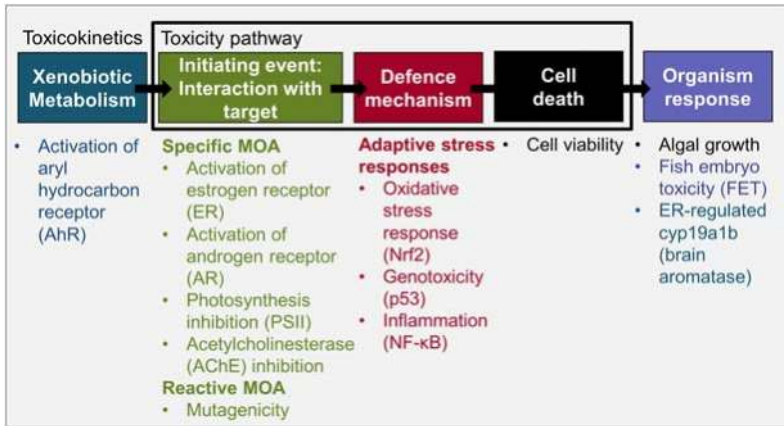 Toxicokinetics
Toxicity pathway
Xenobiotic
Metabolism
Initiating event:
Interaction with
target
Defence
mechanism
Cell
death
Organism
response
• Activation of
aryl
hydrocarbon
receptor
(AhR)
Specific MOA
• Activation of
estrogen receptor
(ER)
• Activation of
androgen receptor
(AR)
• Photosynthesis
inhibition (PSII)
• Acetylcholinesterase
(AChE) inhibition
Reactive MOA
• Mutagenicity
Adaptive stress
responses
• Oxidative
stress
response
(Nrf2)
• Genotoxicity
(p53)
• Inflammation
(NF-κB)
• Cell viability
• Algal growth
• Fish embryo
toxicity (FET)
• ER-regulated
cyp19a1b
(brain
aromatase)